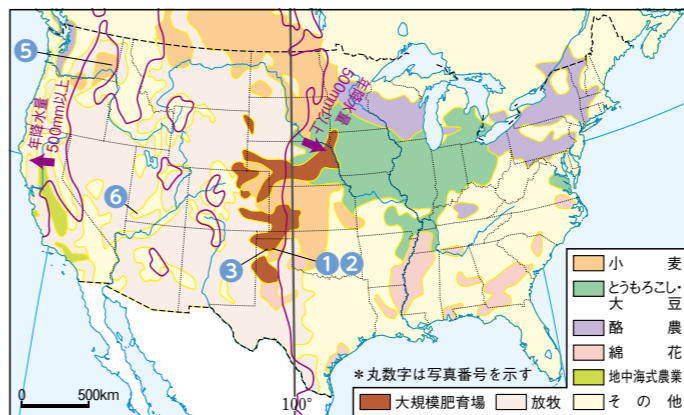 ⑤
年降水量
500mm以上
年降水量
500mm以上
⑥
③
①②
小麦
とうもろこし・
大豆
酪農
綿花
地中海式農業
*丸数字は写真番号を示す
大規模肥育場
放牧
その他
0 500km
100°